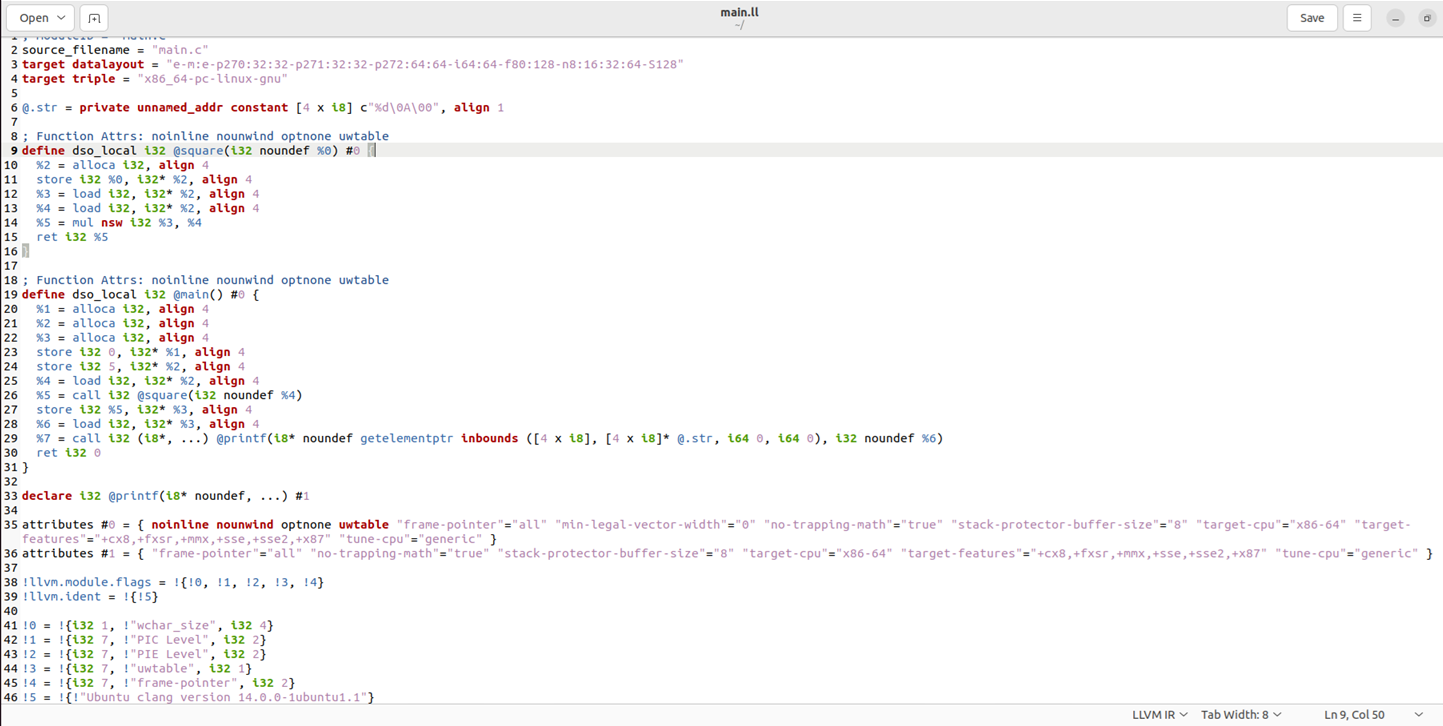 Open
main.ll
~/
Save
1 ; ModuleID = 'main.c'
2 source_filename = "main.c"
3 target datalayout = "e-m:e-p270:32:32-p271:32:32-p272:64:64-i64:64-f80:128-n8:16:32:64-S128"
4 target triple = "x86_64-pc-linux-gnu"
5
6 @.str = private unnamed_addr constant [4 x i8] c"%d\0A\00", align 1
7
8 ; Function Attrs: noinline nounwind optnone uwtable
9 define dso_local i32 @square(i32 noundef %0) #0 {
10   %2 = alloca i32, align 4
11   store i32 %0, i32* %2, align 4
12   %3 = load i32, i32* %2, align 4
13   %4 = load i32, i32* %2, align 4
14   %5 = mul nsw i32 %3, %4
15   ret i32 %5
16 }
17
18 ; Function Attrs: noinline nounwind optnone uwtable
19 define dso_local i32 @main() #0 {
20   %1 = alloca i32, align 4
21   %2 = alloca i32, align 4
22   %3 = alloca i32, align 4
23   store i32 0, i32* %1, align 4
24   store i32 5, i32* %2, align 4
25   %4 = load i32, i32* %2, align 4
26   %5 = call i32 @square(i32 noundef %4)
27   store i32 %5, i32* %3, align 4
28   %6 = load i32, i32* %3, align 4
29   %7 = call i32 (i8*, ...) @printf(i8* noundef getelementptr inbounds ([4 x i8], [4 x i8]* @.str, i64 0, i64 0), i32 noundef %6)
30   ret i32 0
31 }
32
33 declare i32 @printf(i8* noundef, ...) #1
34
35 attributes #0 = { noinline nounwind optnone uwtable "frame-pointer"="all" "min-legal-vector-width"="0" "no-trapping-math"="true" "stack-protector-buffer-size"="8" "target-cpu"="x86-64" "target-
features"="+cx8,+fxsr,+mmx,+sse,+sse2,+x87" "tune-cpu"="generic" }
36 attributes #1 = { "frame-pointer"="all" "no-trapping-math"="true" "stack-protector-buffer-size"="8" "target-cpu"="x86-64" "target-features"="+cx8,+fxsr,+mmx,+sse,+sse2,+x87" "tune-cpu"="generic" }
37
38 !llvm.module.flags = !{!0, !1, !2, !3, !4}
39 !llvm.ident = !{!5}
40
41 !0 = !{i32 1, !"wchar_size", i32 4}
42 !1 = !{i32 7, !"PIC Level", i32 2}
43 !2 = !{i32 7, !"PIE Level", i32 2}
44 !3 = !{i32 7, !"uwtable", i32 1}
45 !4 = !{i32 7, !"frame-pointer", i32 2}
46 !5 = !{!"Ubuntu clang version 14.0.0-1ubuntu1.1"}
LLVM IR
Tab Width: 8
Ln 9, Col 50